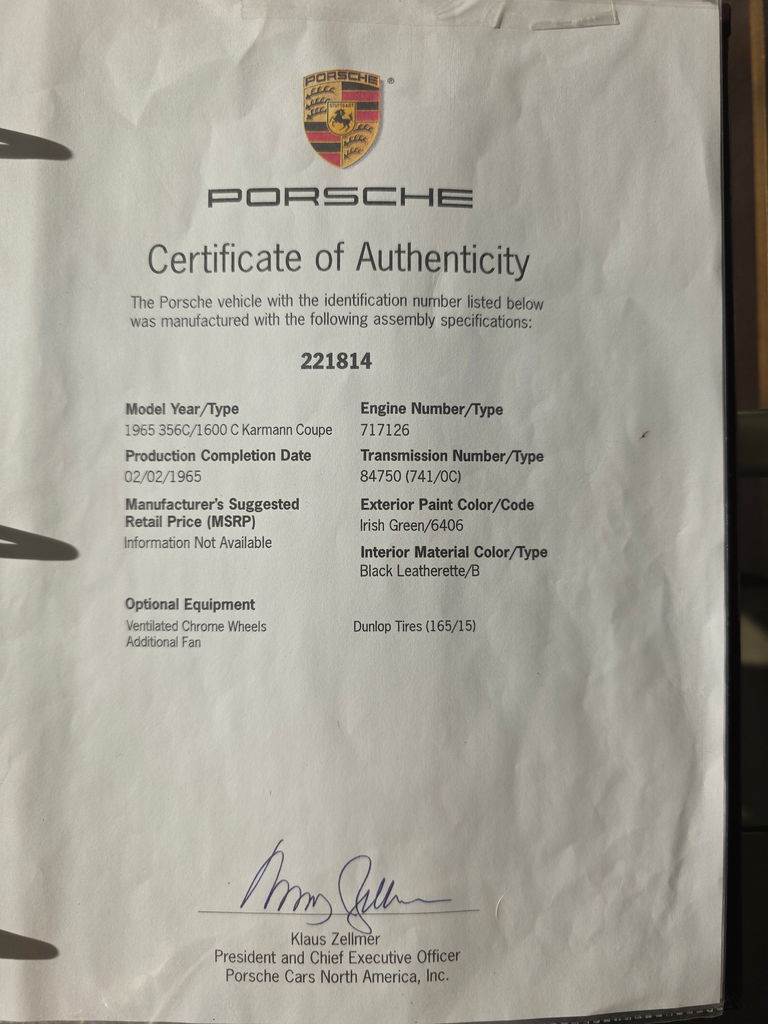 PORSCHE ®
STUTTGART
PORSCHE
Certificate of Authenticity
The Porsche vehicle with the identification number listed below
was manufactured with the following assembly specifications:
221814
Model Year/Type
1965 356C/1600 C Karmann Coupe
Production Completion Date
02/02/1965
Manufacturer's Suggested
Retail Price (MSRP)
Information Not Available
Engine Number/Type
717126
Transmission Number/Type
84750 (741/0C)
Exterior Paint Color/Code
Irish Green/6406
Interior Material Color/Type
Black Leatherette/B
Optional Equipment
Ventilated Chrome Wheels
Additional Fan
Dunlop Tires (165/15)
Klaus Zellmer
President and Chief Executive Officer
Porsche Cars North America, Inc.